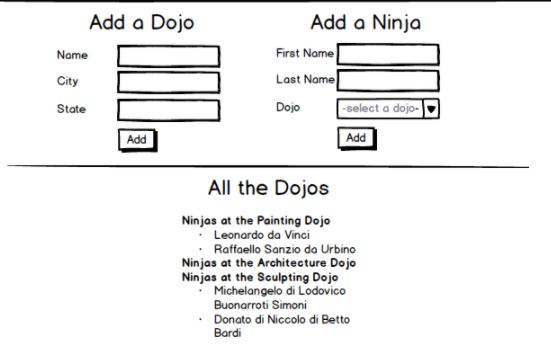 Add a Dojo
Name
City
State
Add
Add a Ninja
First Name
Last Name
Dojo
-select a dojo-
Add
All the Dojos
Ninjas at the Painting Dojo
· Leonardo da Vinci
· Raffaello Sanzio da Urbino
Ninjas at the Architecture Dojo
Ninjas at the Sculpting Dojo
· Michelangelo di Lodovico
Buonarroti Simoni
· Donato di Niccolo di Betto
Bardi